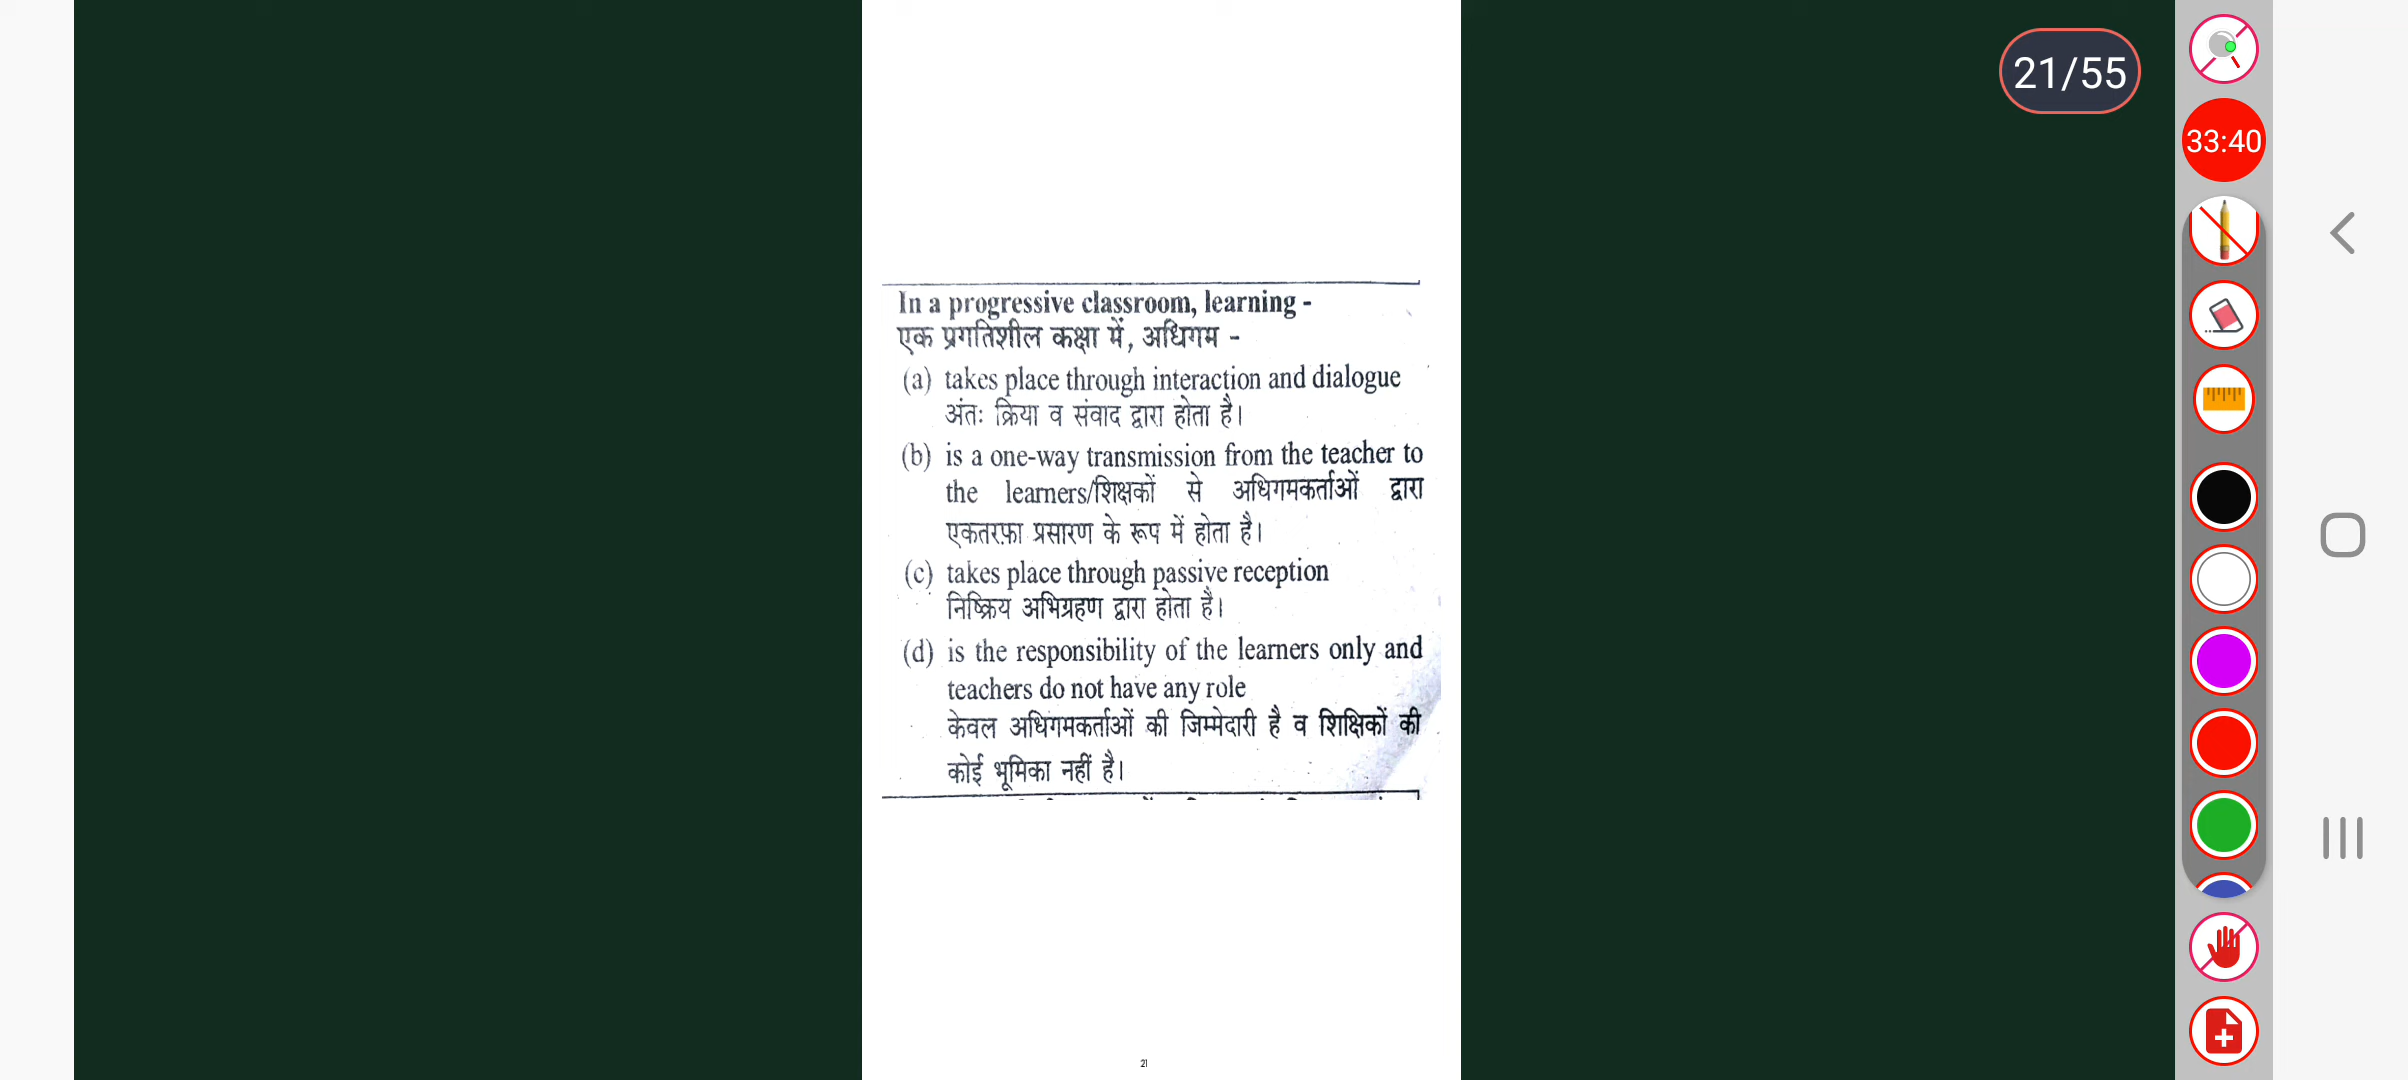 21/55
33:40
In a progressive classroom, learning -
एक प्रगतिशील कक्षा में, अधिगम -
(a) takes place through interaction and dialogue
अंतः क्रिया व संवाद द्वारा होता है।
(b) is a one-way transmission from the teacher to
the learners/शिक्षकों से अधिगमकर्ताओं द्वारा
एकतरफ़ा प्रसारण के रूप में होता है।
(c) takes place through passive reception
निष्क्रिय अभिग्रहण द्वारा होता है।
(d) is the responsibility of the learners only and
teachers do not have any role
केवल अधिगमकर्ताओं की जिम्मेदारी है व शिक्षिकों की
कोई भूमिका नहीं है।
21